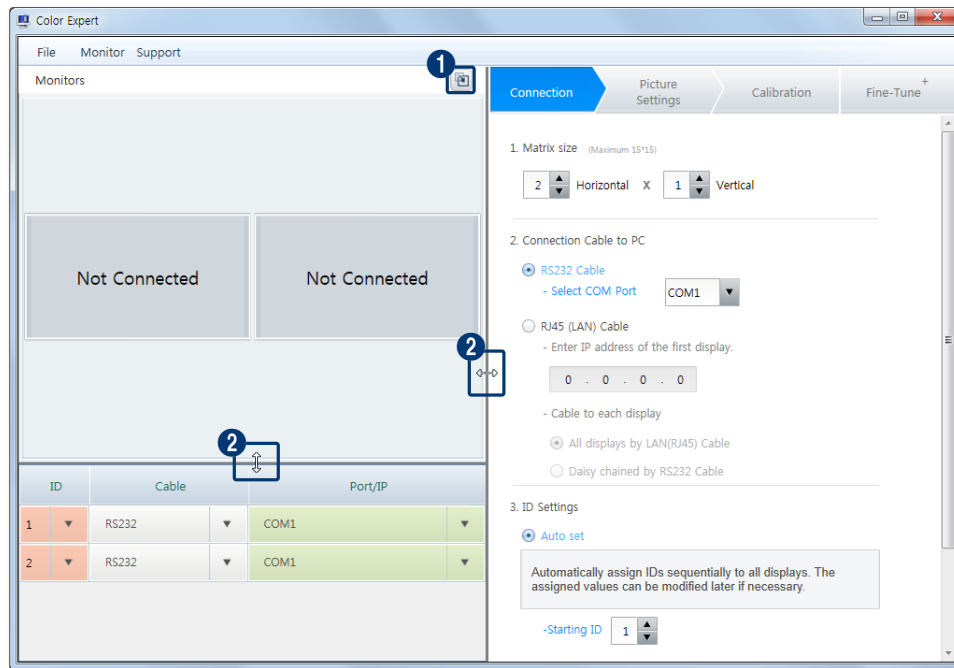 Color Expert
File Monitor Support
Monitors
1
Connection
Picture
Settings
Calibration
Fine-Tune
+
1. Matrix size (Maximum 15*15)
2 Horizontal X 1 Vertical
2. Connection Cable to PC
Not Connected
Not Connected
RS232 Cable
- Select COM Port COM1
RJ45 (LAN) Cable
- Enter IP address of the first display.
2
0 . 0 . 0 . 0
- Cable to each display
All displays by LAN(RJ45) Cable
Daisy chained by RS232 Cable
2
ID Cable Port/IP
1 RS232 COM1
2 RS232 COM1
3. ID Settings
Auto set
Automatically assign IDs sequentially to all displays. The
assigned values can be modified later if necessary.
-Starting ID 1